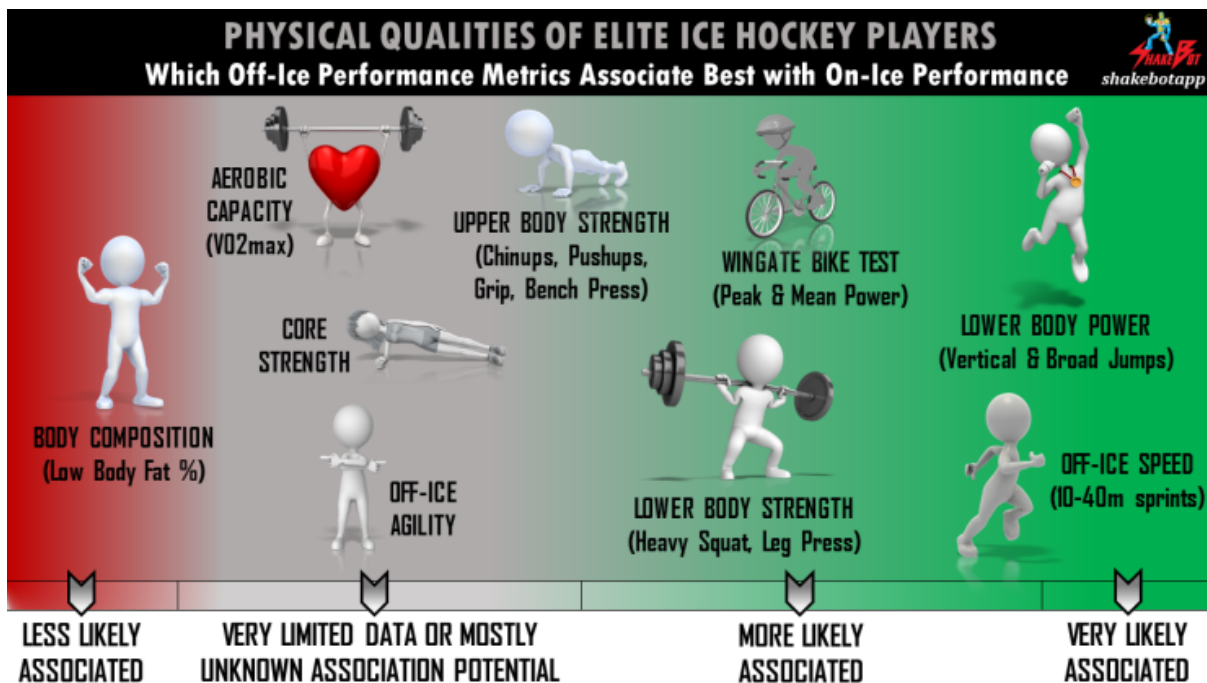 PHYSICAL QUALITIES OF ELITE ICE HOCKEY PLAYERS
Which Off-Ice Performance Metrics Associate Best with On-Ice Performance
SHAKEBOT
shakebotapp
AEROBIC
CAPACITY
(VO2max)
UPPER BODY STRENGTH
(Chinups, Pushups,
Grip, Bench Press)
WINGATE BIKE TEST
(Peak & Mean Power)
LOWER BODY POWER
(Vertical & Broad Jumps)
CORE
STRENGTH
BODY COMPOSITION
(Low Body Fat %)
OFF-ICE
AGILITY
LOWER BODY STRENGTH
(Heavy Squat, Leg Press)
OFF-ICE SPEED
(10-40m sprints)
LESS LIKELY
ASSOCIATED
VERY LIMITED DATA OR MOSTLY
UNKNOWN ASSOCIATION POTENTIAL
MORE LIKELY
ASSOCIATED
VERY LIKELY
ASSOCIATED